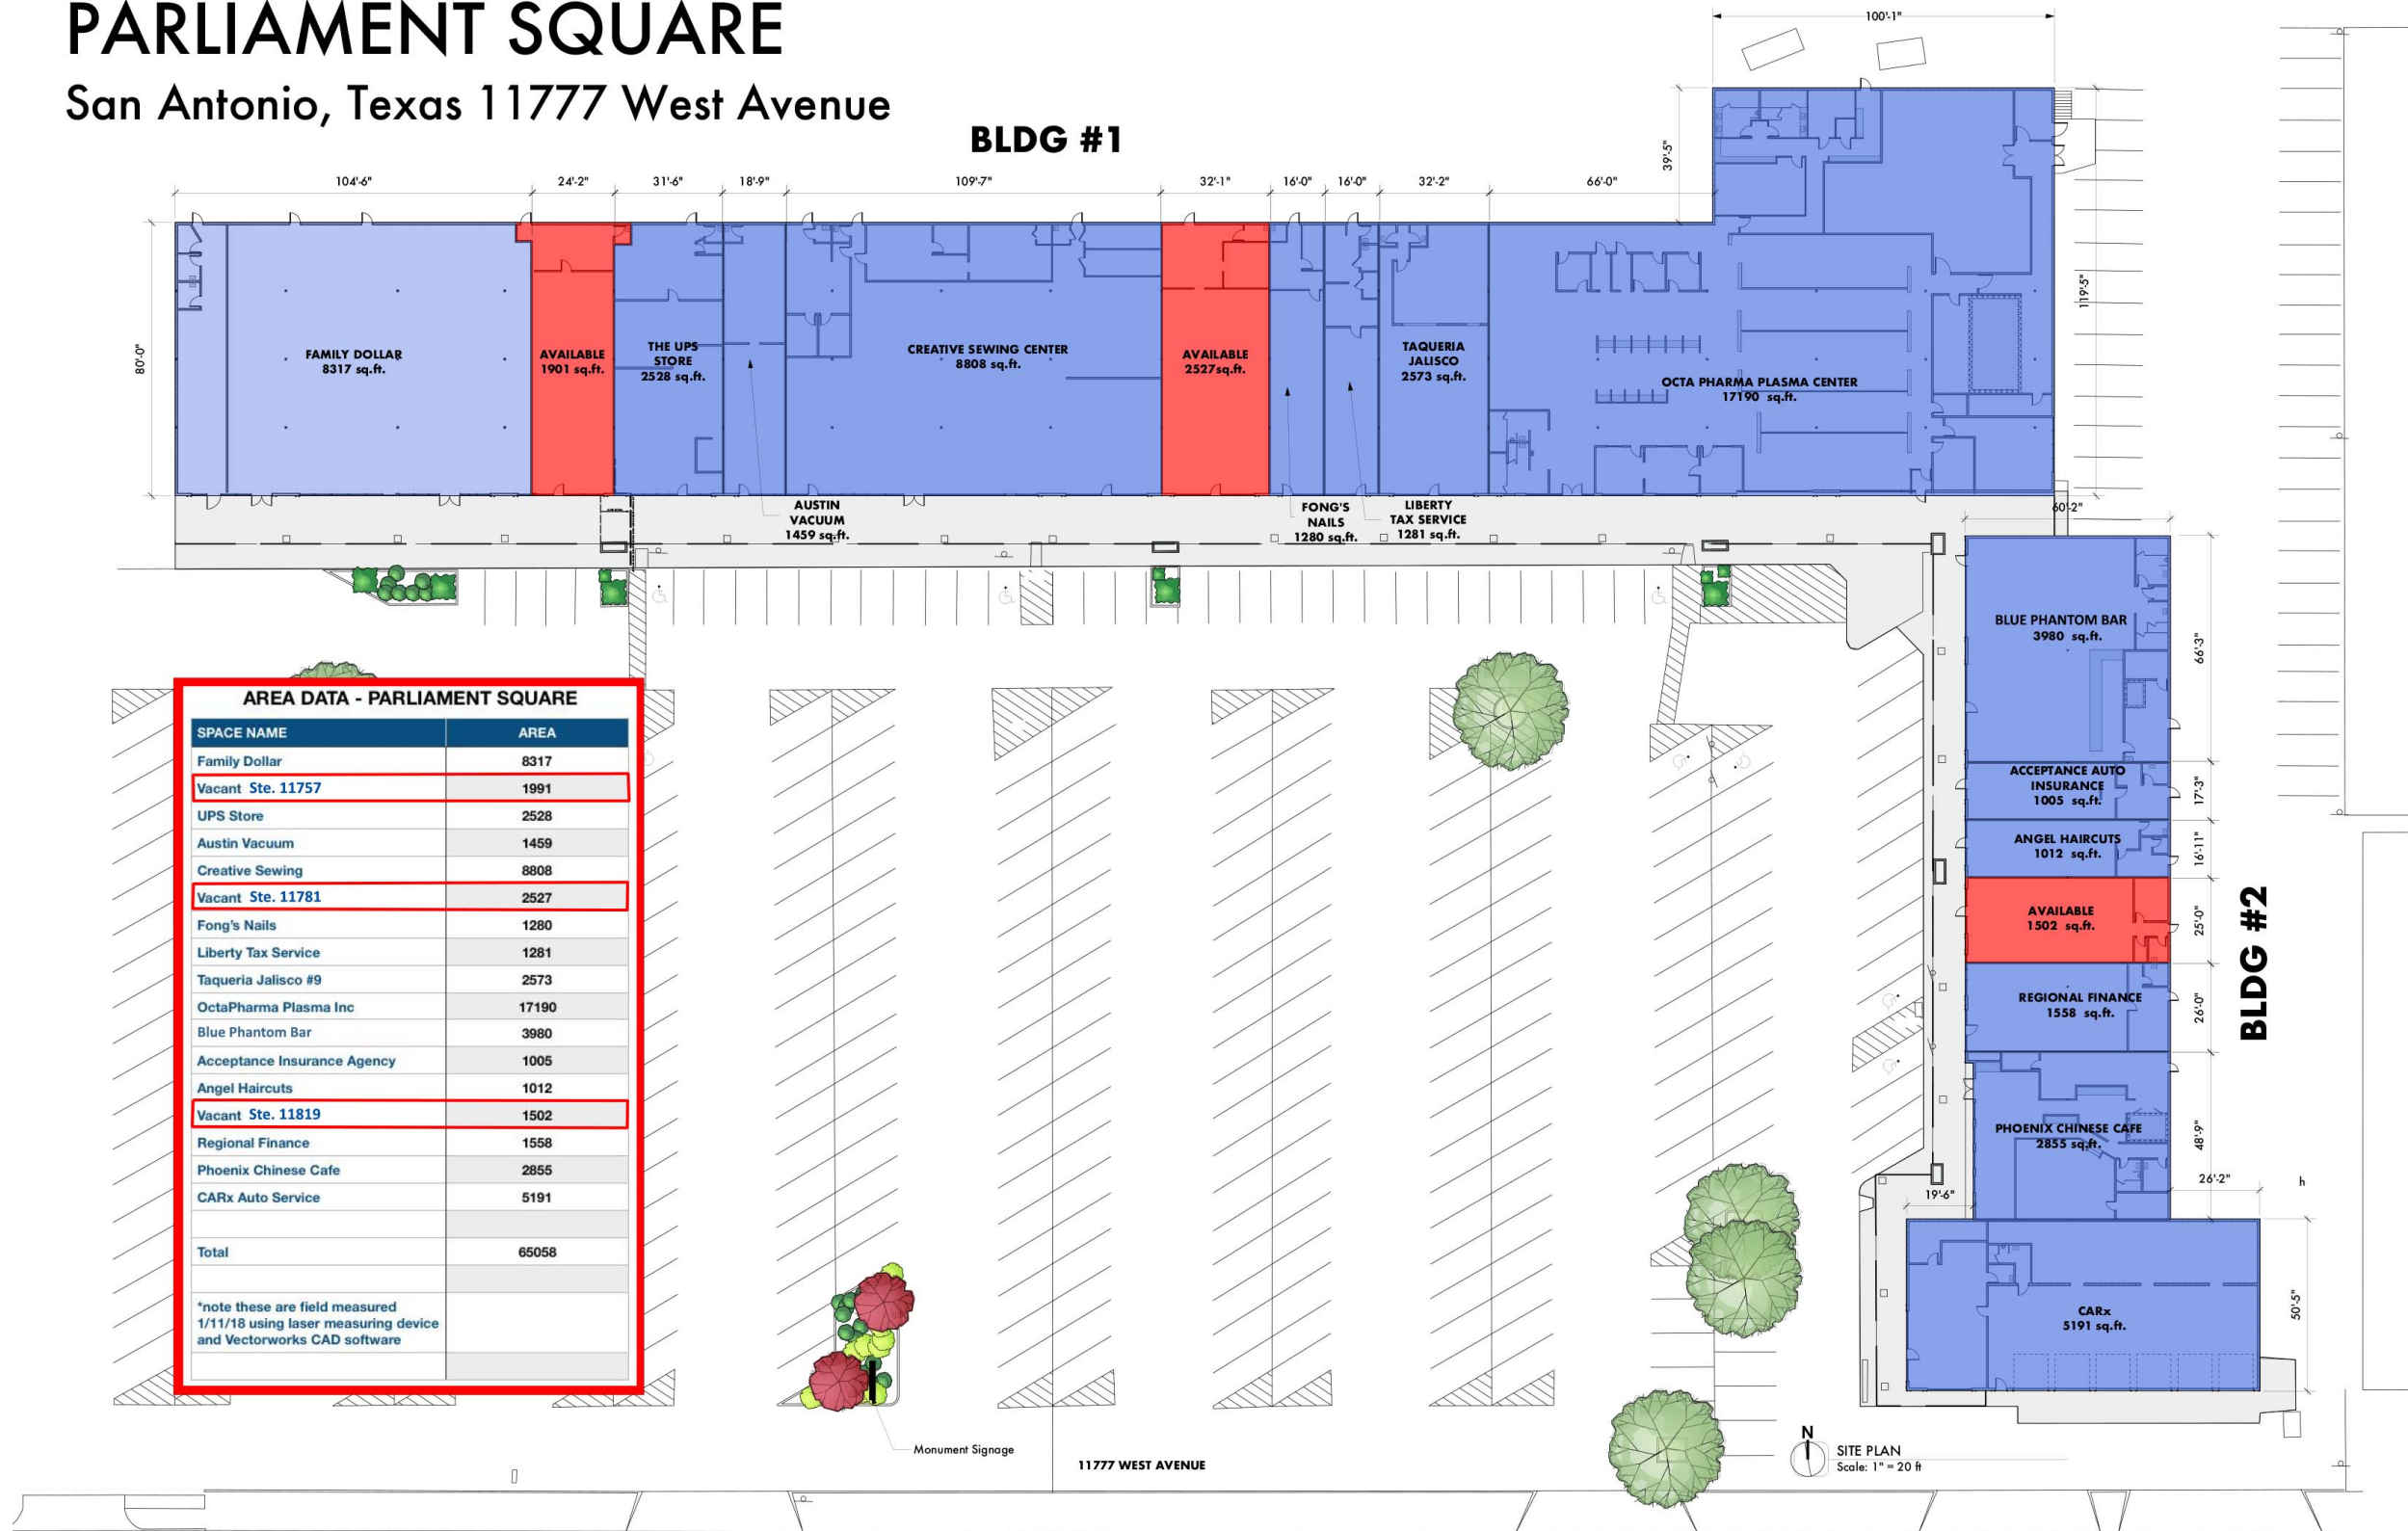 PARLIAMENT SQUARE
San Antonio, Texas 11777 West Avenue
BLDG #1
100'-1"
39'-5"
104'-6"
24'-2"
31'-6"
18'-9"
109'-7"
32'-1"
16'-0"
16'-0"
32'-2"
66'-0"
80'-0"
119'-5"
FAMILY DOLLAR
8317 sq.ft.
AVAILABLE
1901 sq.ft.
THE UPS
STORE
2528 sq.ft.
CREATIVE SEWING CENTER
8808 sq.ft.
AVAILABLE
2527sq.ft.
TAQUERIA
JALISCO
2573 sq.ft.
OCTA PHARMA PLASMA CENTER
17190 sq.ft.
AUSTIN
VACUUM
1459 sq.ft.
FONG'S
NAILS
1280 sq.ft.
LIBERTY
TAX SERVICE
1281 sq.ft.
60'-2"
BLUE PHANTOM BAR
3980 sq.ft.
66'-3"
ACCEPTANCE AUTO
INSURANCE
1005 sq.ft.
17'-3"
ANGEL HAIRCUTS
1012 sq.ft.
16'-11"
AVAILABLE
1502 sq.ft.
25'-0"
REGIONAL FINANCE
1558 sq.ft.
26'-0"
BLDG #2
PHOENIX CHINESE CAFE
2855 sq.ft.
48'-9"
26'-2"
h
19'-6"
CARx
5191 sq.ft.
50'-5"
AREA DATA - PARLIAMENT SQUARE
SPACE NAME AREA
Family Dollar 8317
Vacant Ste. 11757 1991
UPS Store 2528
Austin Vacuum 1459
Creative Sewing 8808
Vacant Ste. 11781 2527
Fong's Nails 1280
Liberty Tax Service 1281
Taqueria Jalisco #9 2573
OctaPharma Plasma Inc 17190
Blue Phantom Bar 3980
Acceptance Insurance Agency 1005
Angel Haircuts 1012
Vacant Ste. 11819 1502
Regional Finance 1558
Phoenix Chinese Cafe 2855
CARx Auto Service 5191
Total 65058
*note these are field measured
1/11/18 using laser measuring device
and Vectorworks CAD software
Monument Signage
11777 WEST AVENUE
N
SITE PLAN
Scale: 1" = 20 ft